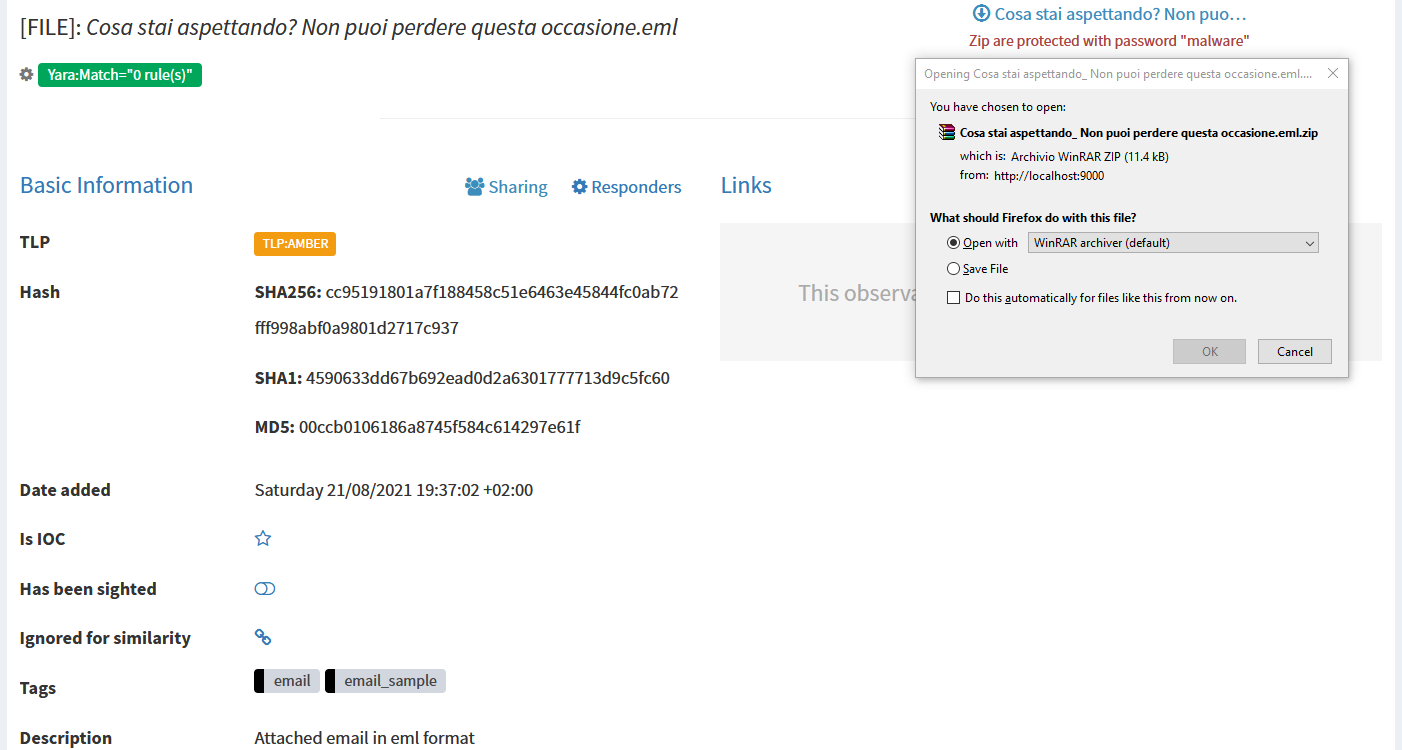 [FILE]: Cosa stai aspettando? Non puoi perdere questa occasione.eml
Cosa stai aspettando? Non puo…
Zip are protected with password "malware"
Yara:Match="0 rule(s)"
Opening Cosa stai aspettando_ Non puoi perdere questa occasione.eml....
You have chosen to open:
Cosa stai aspettando_ Non puoi perdere questa occasione.eml.zip
which is: Archivio WinRAR ZIP (11.4 kB)
from: http://localhost:9000
What should Firefox do with this file?
Open with WinRAR archiver (default)
Save File
Do this automatically for files like this from now on.
OK Cancel
Basic Information
Sharing
Responders
Links
This observa
TLP
TLP:AMBER
Hash
SHA256: cc95191801a7f188458c51e6463e45844fc0ab72
fff998abf0a9801d2717c937
SHA1: 4590633dd67b692ead0d2a6301777713d9c5fc60
MD5: 00ccb0106186a8745f584c614297e61f
Date added
Saturday 21/08/2021 19:37:02 +02:00
Is IOC
Has been sighted
Ignored for similarity
Tags
email email_sample
Description
Attached email in eml format